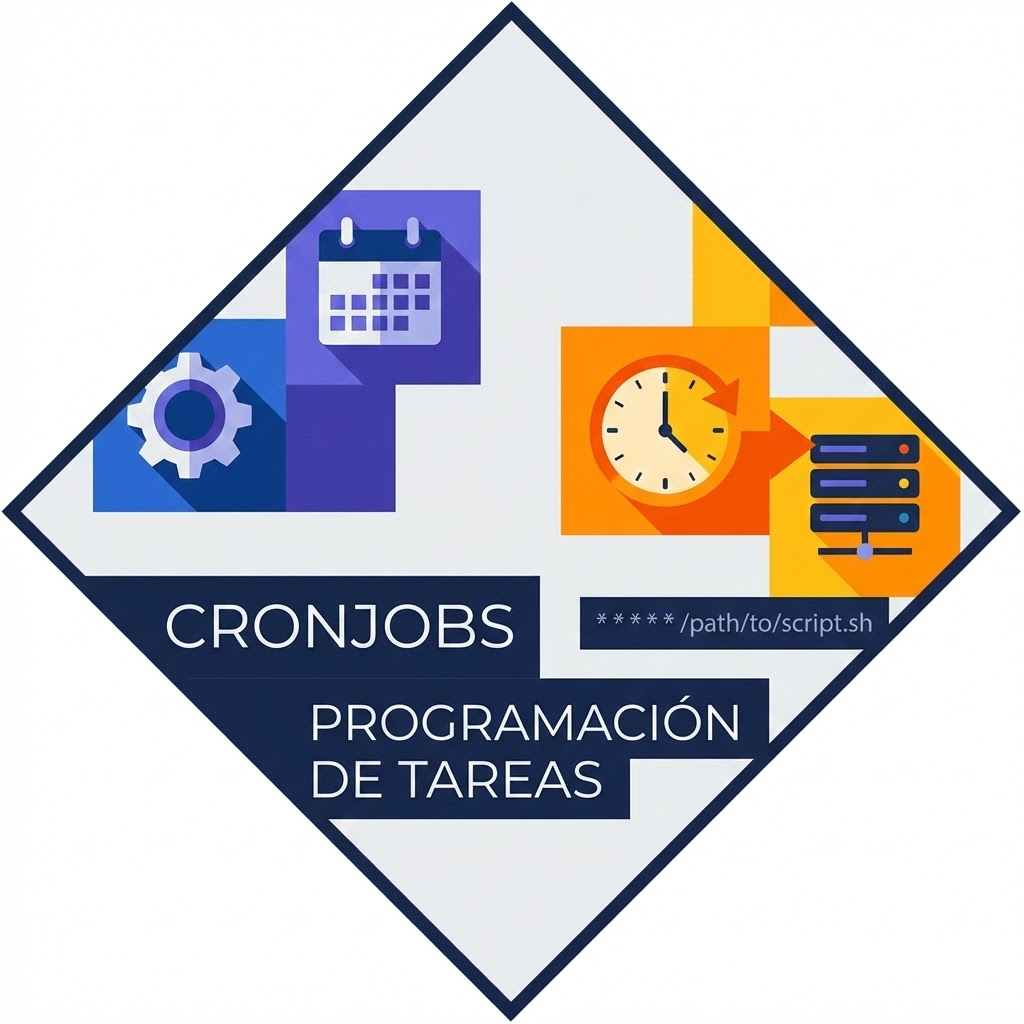 CRONJOBS
* * * * * /path/to/script.sh
PROGRAMACIÓN
DE TAREAS